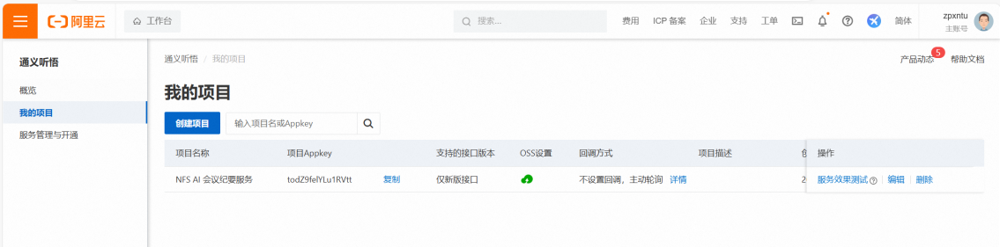 阿里云 工作台 搜索... 费用 ICP 备案 企业 支持 工单 简体 zpxntu
主账号
通义听悟
概览
我的项目
服务管理与开通
通义听悟 / 我的项目 产品动态 5 帮助文档
我的项目
创建项目 输入项目名或Appkey
项目名称 项目Appkey 支持的接口版本 OSS设置 回调方式 项目描述 操作
NFS AI 会议纪要服务 todZ9felYLu1RVtt 复制 仅新版接口 不设置回调，主动轮询 详情 服务效果测试 编辑 删除